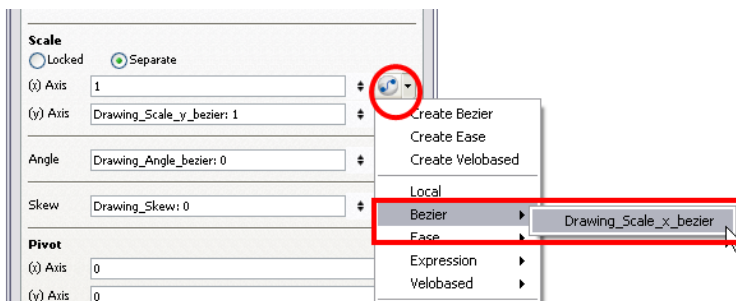 Scale
Locked Separate
(x) Axis 1
(y) Axis Drawing_Scale_y_bezier: 1
Create Bezier
Create Ease
Angle Drawing_Angle_bezier: 0 Create Velobased
Local
Skew Drawing_Skew: 0 Bezier Drawing_Scale_x_bezier
Ease
Pivot
(x) Axis 0 Expression
(y) Axis 0 Velobased